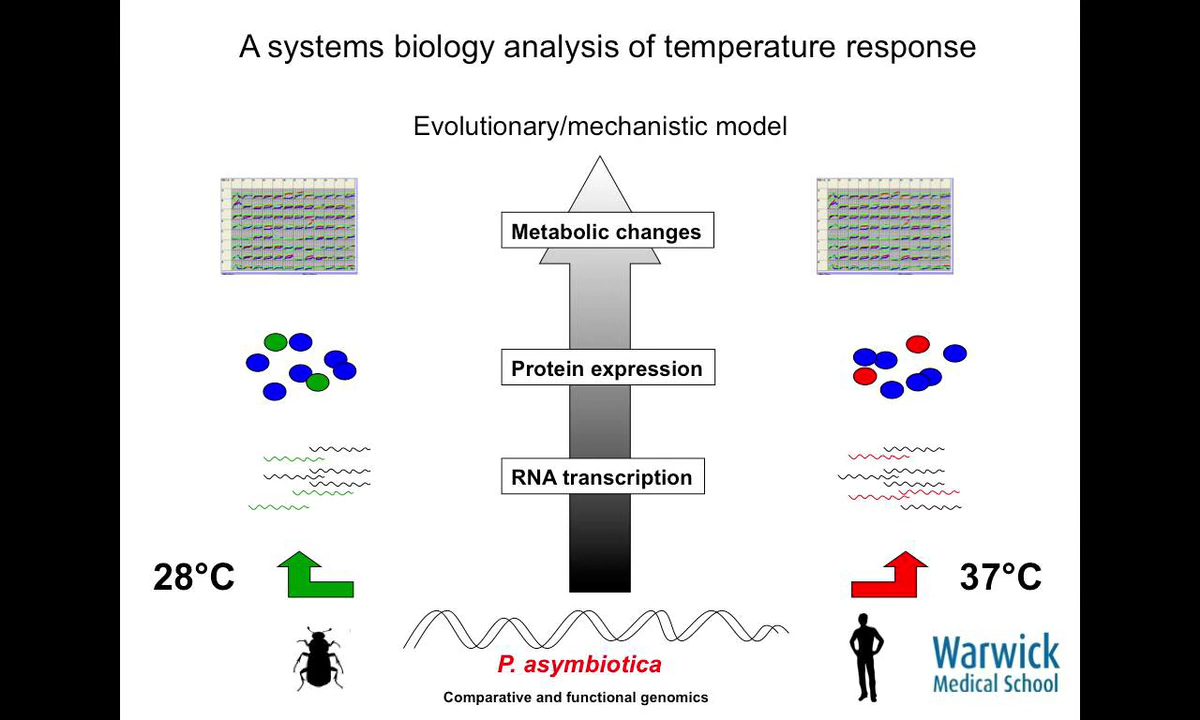 A systems biology analysis of temperature response
Evolutionary/mechanistic model
Metabolic changes
Protein expression
RNA transcription
28°C
37°C
P. asymbiotica
Comparative and functional genomics
Warwick
Medical School